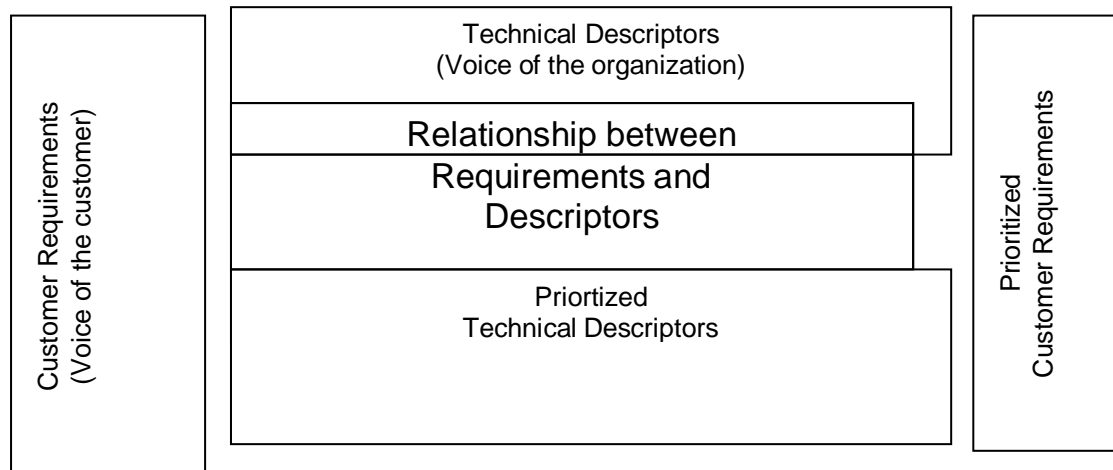 Customer Requirements
(Voice of the customer)
Technical Descriptors
(Voice of the organization)
Relationship between
Requirements and
Descriptors
Priortized
Technical Descriptors
Prioritized
Customer Requirements